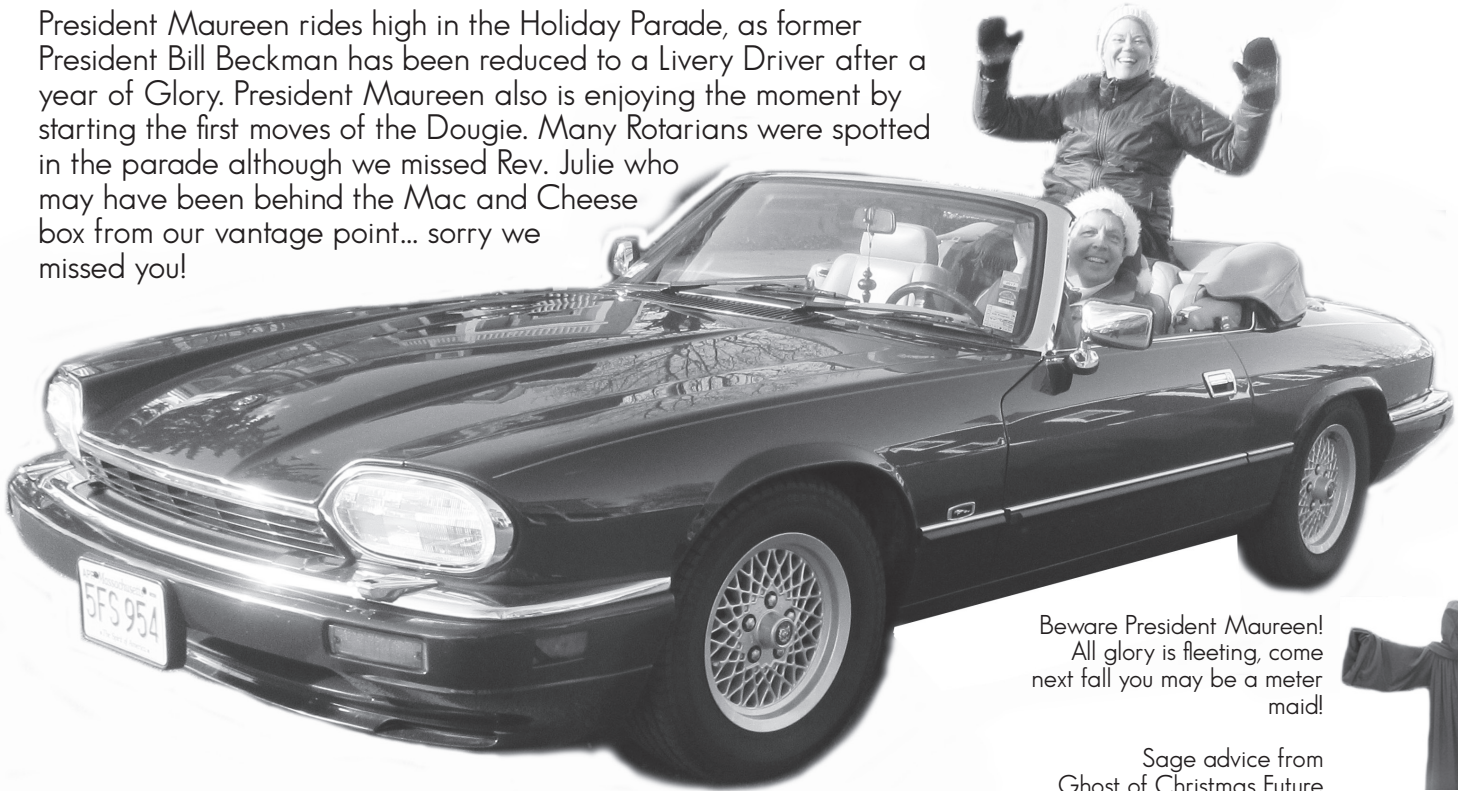 President Maureen rides high in the Holiday Parade, as former
President Bill Beckman has been reduced to a Livery Driver after a
year of Glory. President Maureen also is enjoying the moment by
starting the first moves of the Dougie. Many Rotarians were spotted
in the parade although we missed Rev. Julie who
may have been behind the Mac and Cheese
box from our vantage point... sorry we
missed you!
Massachusetts
5FS 954
Beware President Maureen!
All glory is fleeting, come
next fall you may be a meter
maid!
Sage advice from
Ghost of Christmas Future